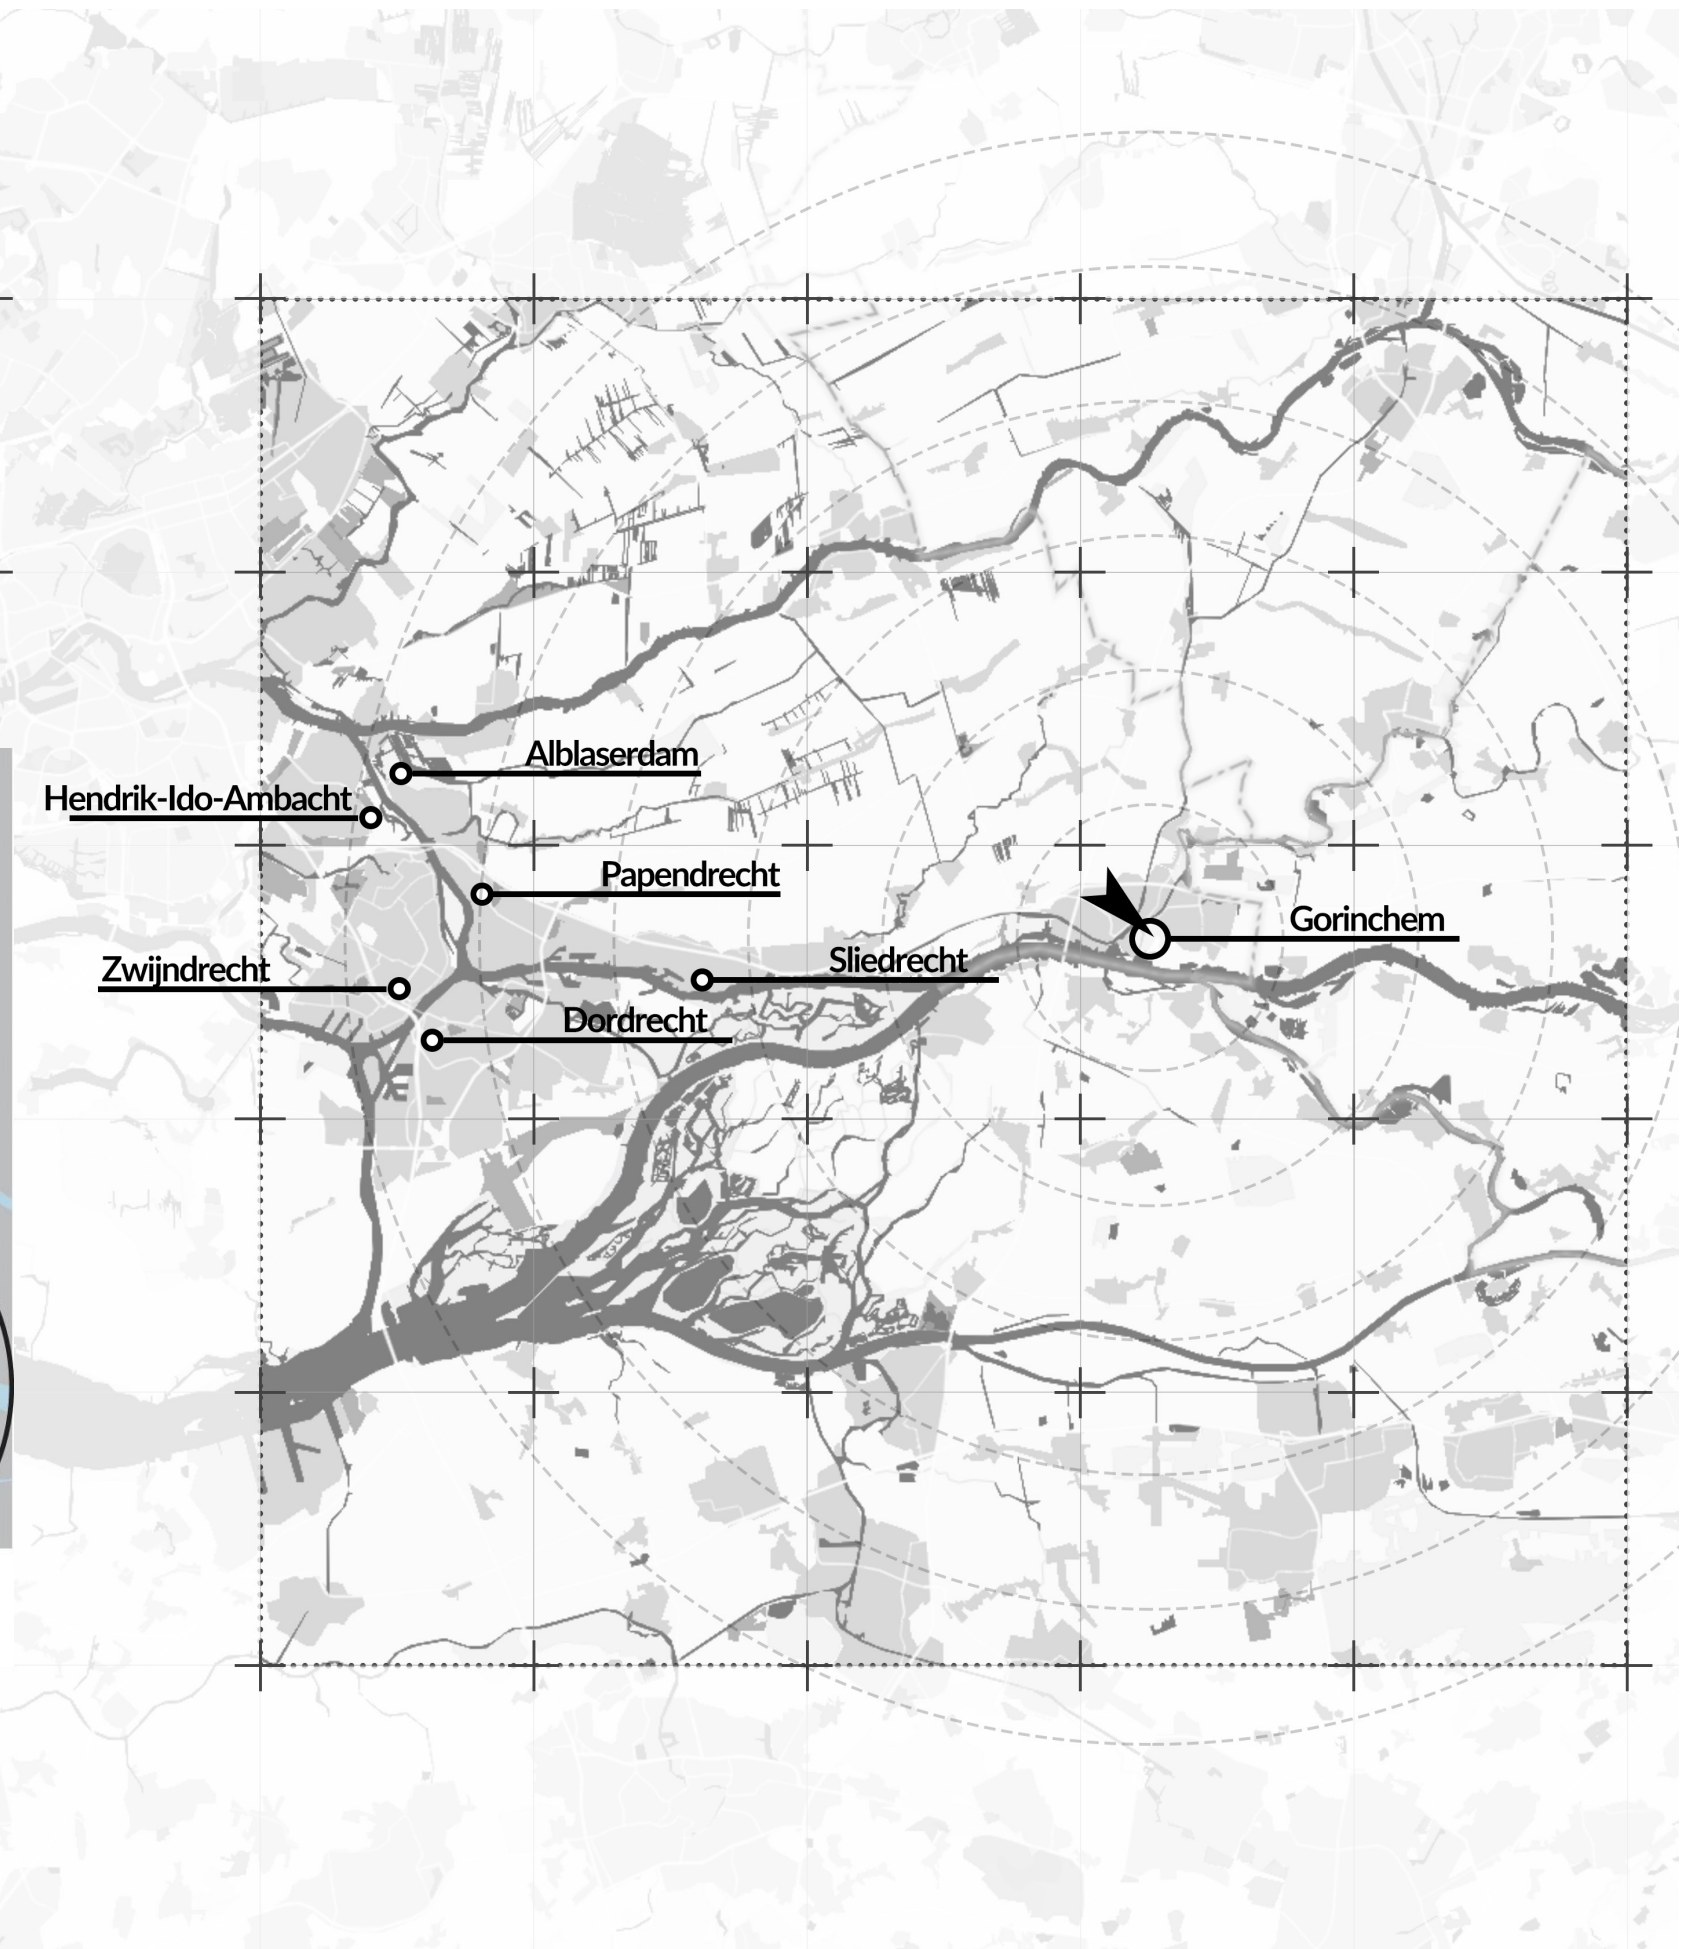 Alblaserdam
Hendrik-Ido-Ambacht
Papendrecht
Gorinchem
Sliedrecht
Zwijndrecht
Dordrecht